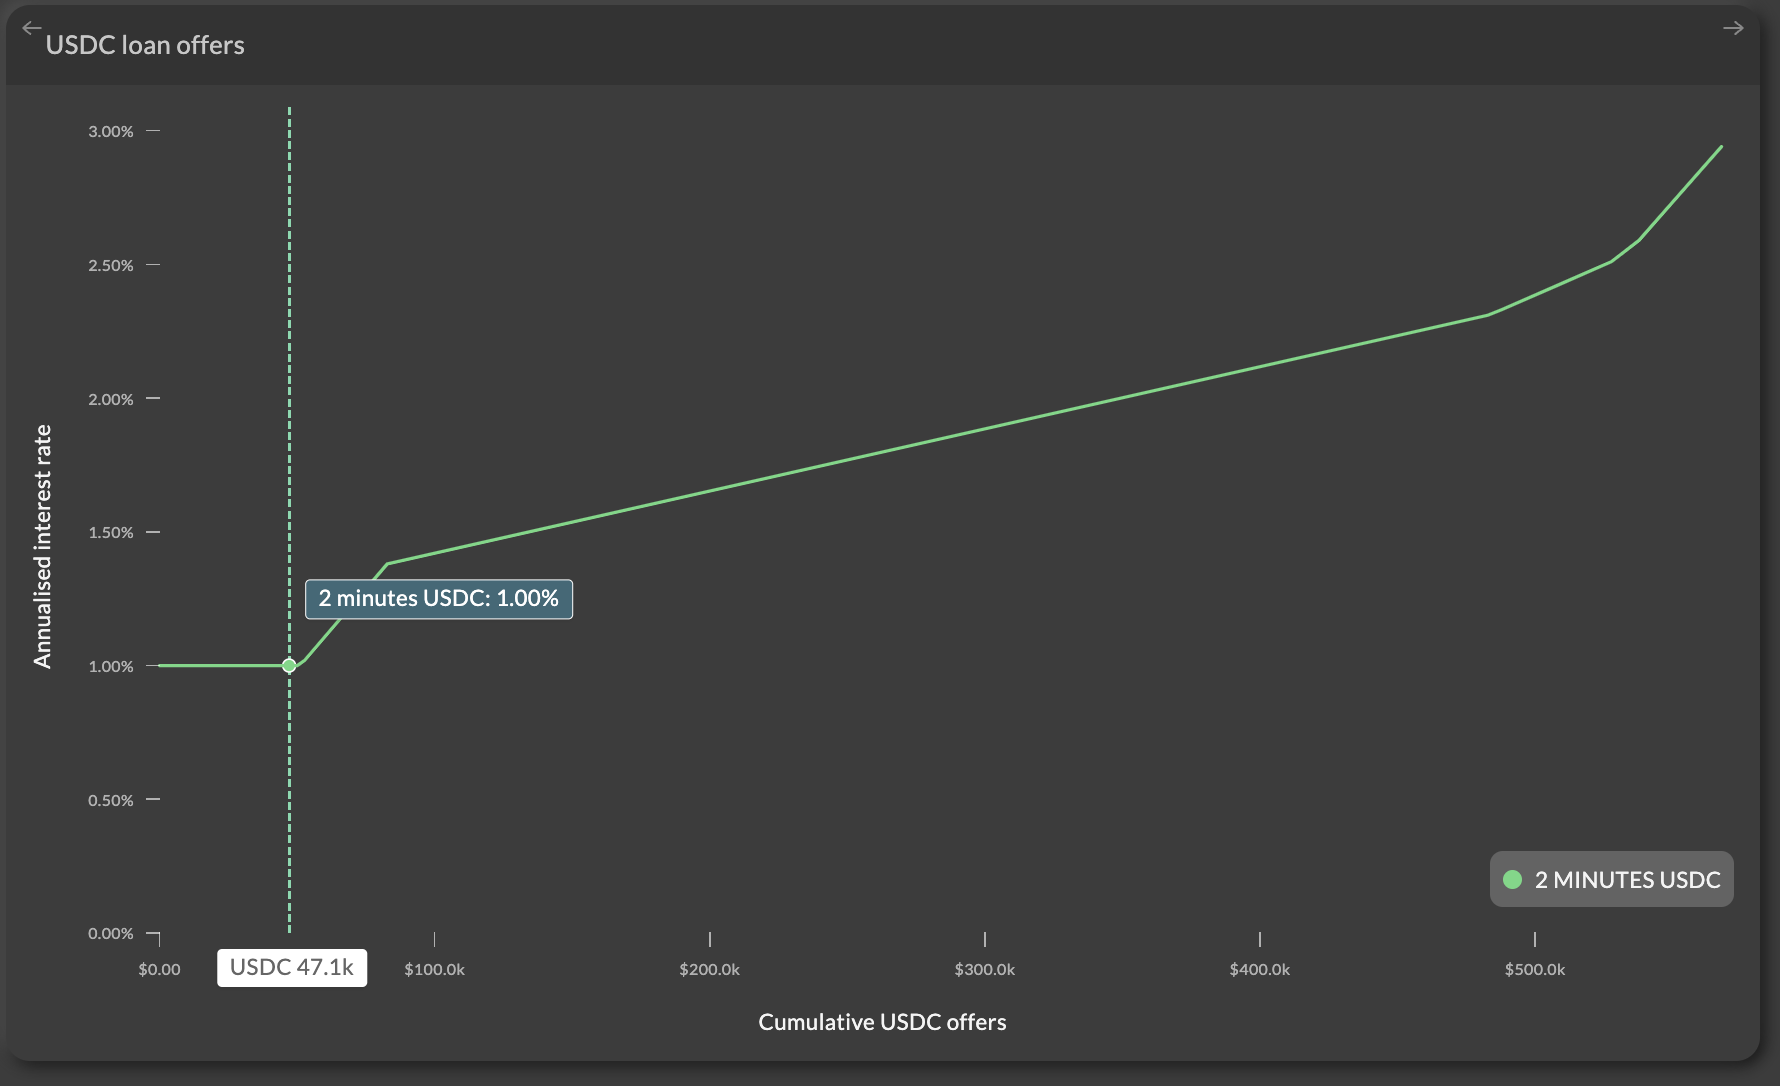 USDC loan offers
3.00%
2.50%
2.00%
1.50%
1.00%
0.50%
0.00%
Annualised interest rate
2 minutes USDC: 1.00%
2 MINUTES USDC
$0.00
USDC 47.1k
$100.0k
$200.0k
$300.0k
$400.0k
$500.0k
Cumulative USDC offers